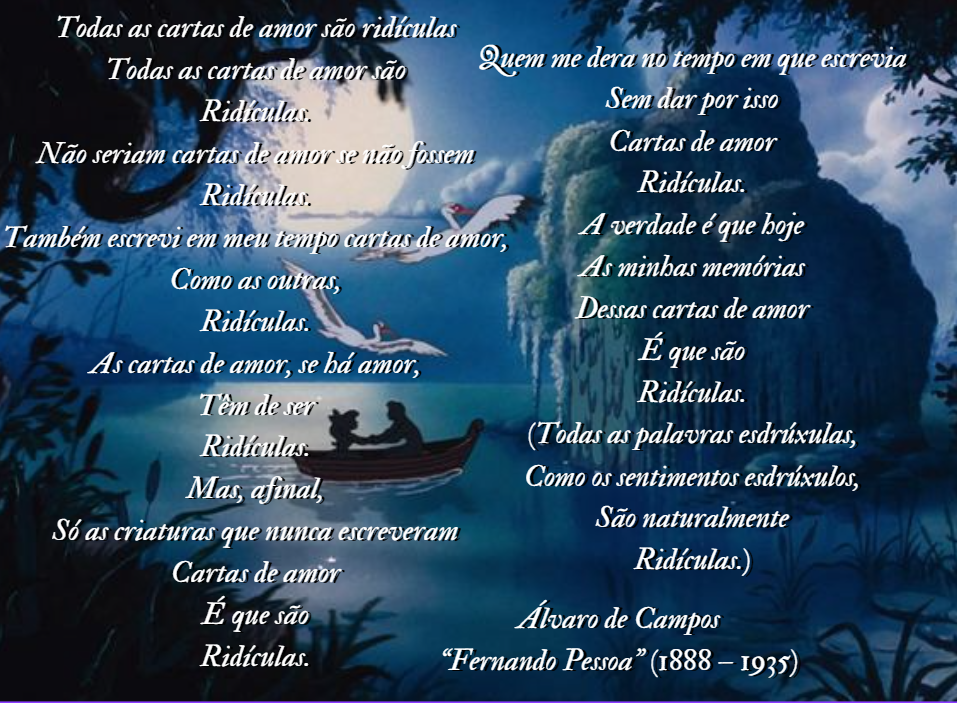 Todas as cartas de amor são ridículas
Todas as cartas de amor são
Ridículas.
Não seriam cartas de amor se não fossem
Ridículas.
Também escrevi em meu tempo cartas de amor,
Como as outras,
Ridículas.
As cartas de amor, se há amor,
Têm de ser
Ridículas.
Mas, afinal,
Só as criaturas que nunca escreveram
Cartas de amor
É que são
Ridículas.
Quem me dera no tempo em que escrevia
Sem dar por isso
Cartas de amor
Ridículas.
A verdade é que hoje
As minhas memórias
Dessas cartas de amor
É que são
Ridículas.
(Todas as palavras esdrúxulas,
Como os sentimentos esdrúxulos,
São naturalmente
Ridículas.)
Álvaro de Campos
“Fernando Pessoa” (1888 – 1935)